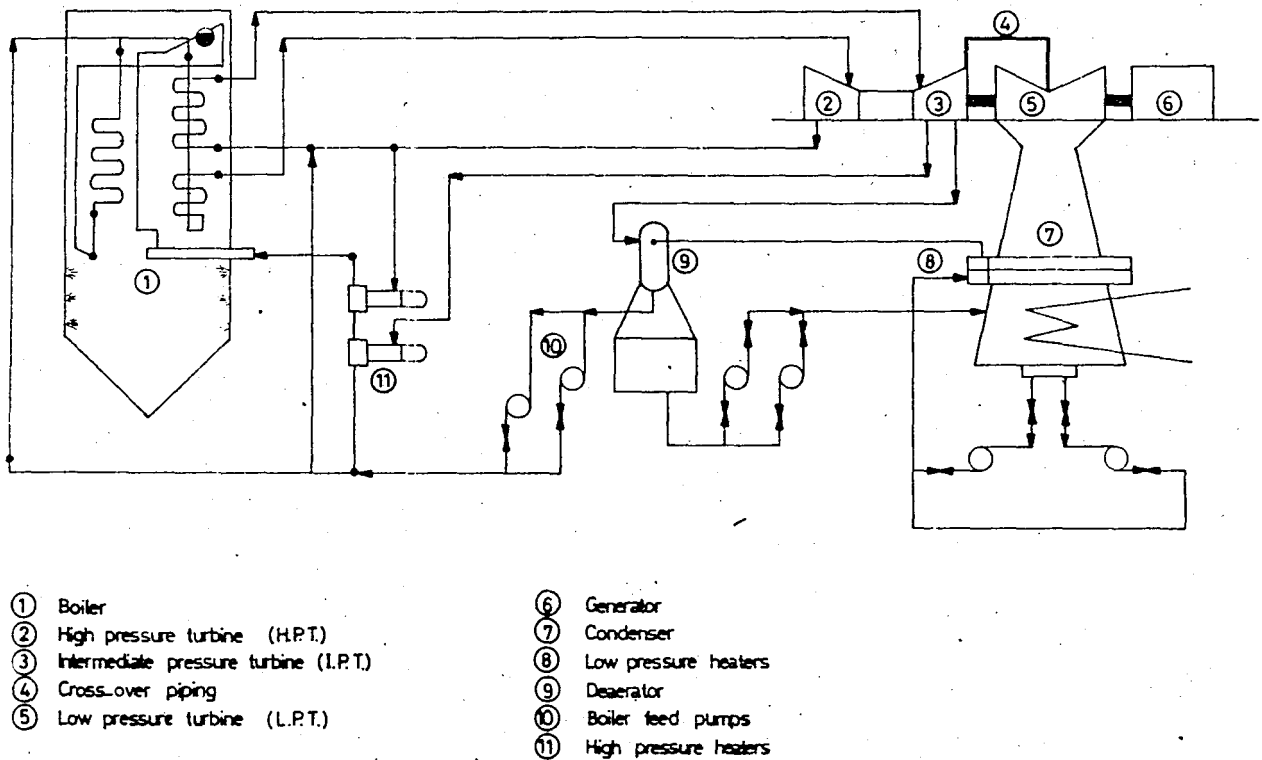 ④
②
③
⑤
⑥
⑦
⑧
⑨
①
⑩
⑪
① Boiler
② High pressure turbine (H.P.T.)
③ Intermediate pressure turbine (I.P.T.)
④ Cross-over piping
⑤ Low pressure turbine (L.P.T.)
⑥ Generator
⑦ Condenser
⑧ Low pressure heaters
⑨ Deaerator
⑩ Boiler feed pumps
⑪ High pressure heaters